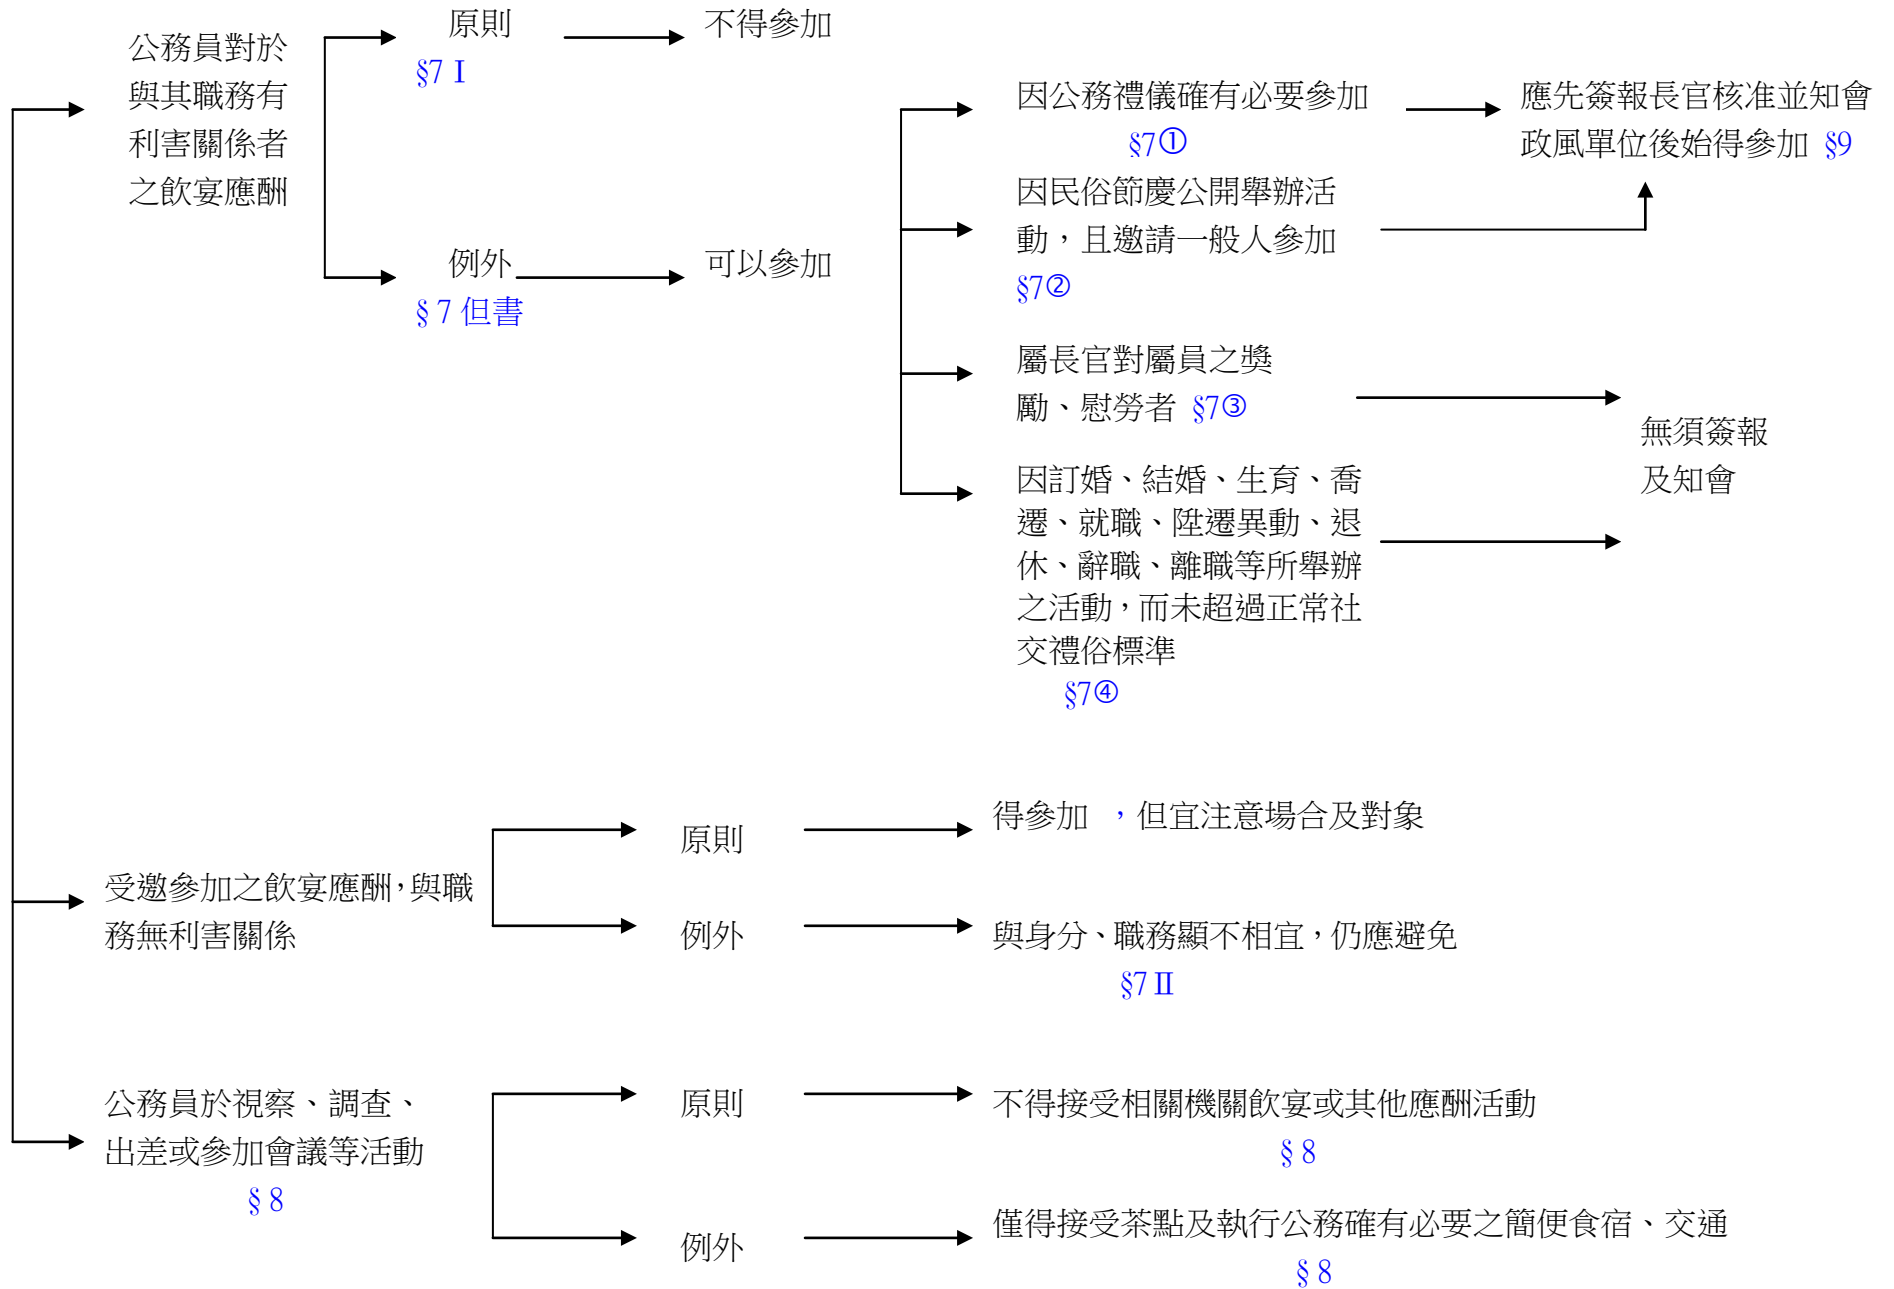 公務員對於
與其職務有
利害關係者
之飲宴應酬
原則
§7 I
不得參加
例外
§ 7 但書
可以參加
因公務禮儀確有必要參加
§7①
應先簽報長官核准並知會
政風單位後始得參加 §9
因民俗節慶公開舉辦活
動，且邀請一般人參加
§7②
屬長官對屬員之獎
勵、慰勞者 §7③
無須簽報
及知會
因訂婚、結婚、生育、喬
遷、就職、陞遷異動、退
休、辭職、離職等所舉辦
之活動，而未超過正常社
交禮俗標準
§7④
受邀參加之飲宴應酬，與職
務無利害關係
原則
得參加 ，但宜注意場合及對象
例外
與身分、職務顯不相宜，仍應避免
§7 II
公務員於視察、調查、
出差或參加會議等活動
§ 8
原則
不得接受相關機關飲宴或其他應酬活動
§ 8
例外
僅得接受茶點及執行公務確有必要之簡便食宿、交通
§ 8